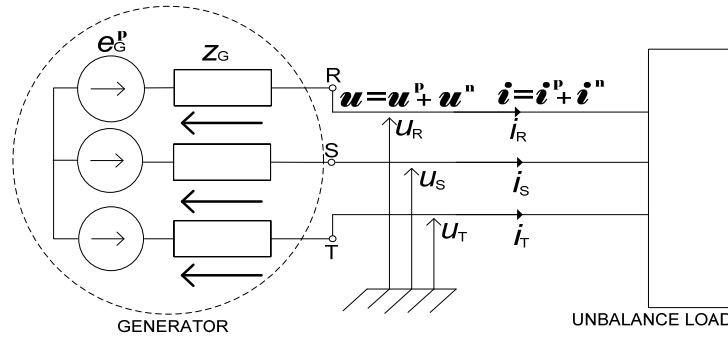 e_G^p
z_G
R
u=u^p+u^n
i=i^p+i^n
u_R
i_R
S
u_S
i_S
u_T
i_T
T
GENERATOR
UNBALANCE LOAD